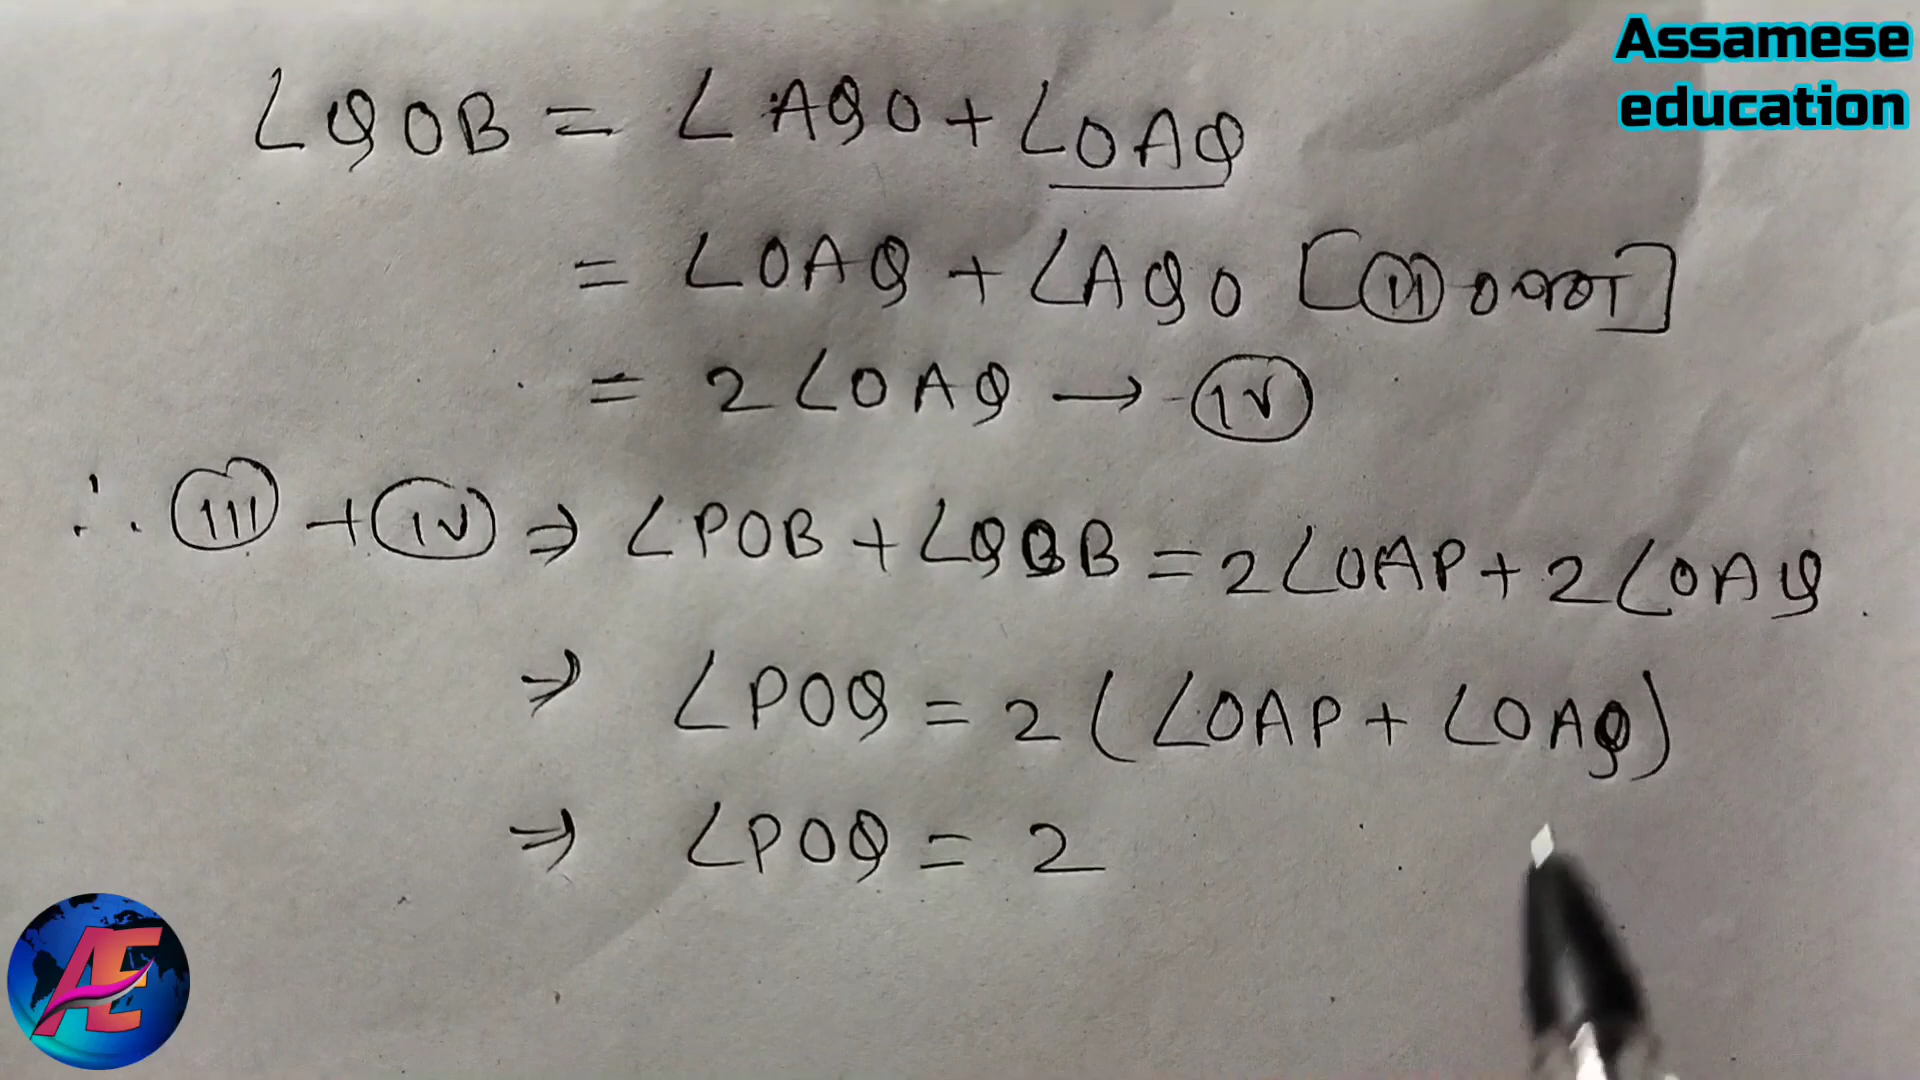 Assamese
education
∠QOB = ∠AQO + ∠OAQ
= ∠OAQ + ∠AQO [(ii)
= 2∠OAQ → (iv)
∴ (iii) + (iv) ⇒ ∠POB + ∠QOB = 2∠OAP + 2∠OAQ
⇒ ∠POQ = 2(∠OAP + ∠OAQ)
⇒ ∠POQ = 2
AE